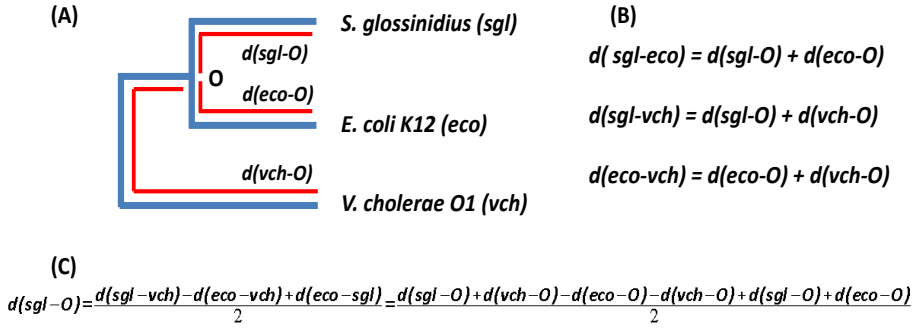 (A)
S. glossinidius (sgl)
d(sgl-O)
O
d(eco-O)
E. coli K12 (eco)
d(vch-O)
V. cholerae O1 (vch)
(B)
d( sgl-eco) = d(sgl-O) + d(eco-O)
d(sgl-vch) = d(sgl-O) + d(vch-O)
d(eco-vch) = d(eco-O) + d(vch-O)
(C)
d(sgl-O)=
d(sgl-vch)-d(eco-vch)+d(eco-sgl)
2
=
d(sgl-O)+d(vch-O)-d(eco-O)-d(vch-O)+d(sgl-O)+d(eco-O)
2